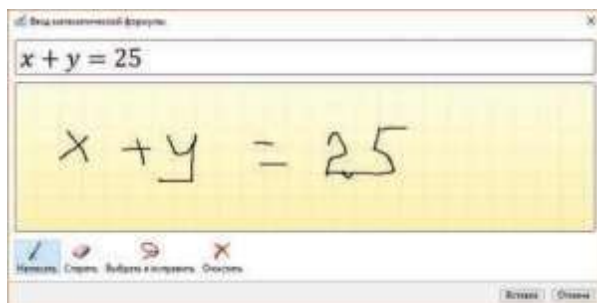 Ввод математической формулы
x + y = 25
x + y = 25
Написать Стереть Выбрать и исправить Очистить
Вставка Отмена